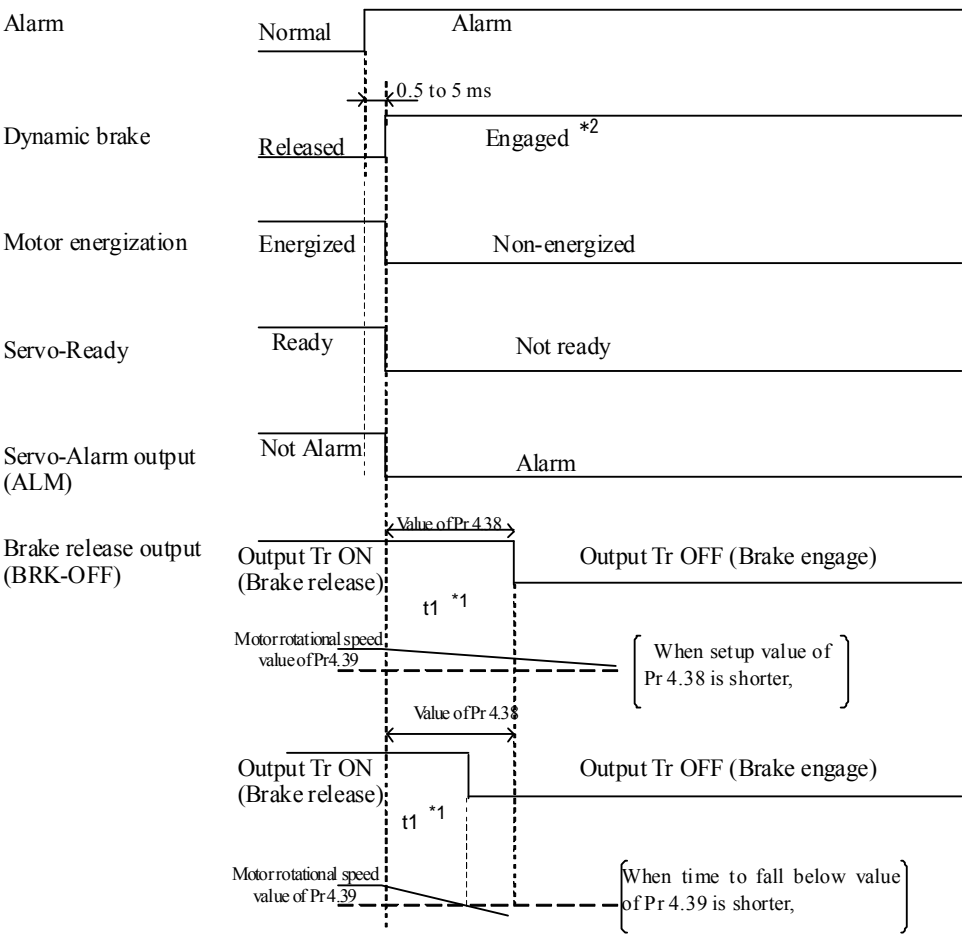 Alarm
Normal
Alarm
0.5 to 5 ms
Dynamic brake
Released
Engaged *2
Motor energization
Energized
Non-energized
Servo-Ready
Ready
Not ready
Servo-Alarm output
(ALM)
Not Alarm
Alarm
Value of Pr 4.38
Brake release output
(BRK-OFF)
Output Tr ON
(Brake release)
Output Tr OFF (Brake engage)
t1 *1
Motor rotational speed
value of Pr4.39
When setup value of
Pr 4.38 is shorter,
Value of Pr 4.38
Output Tr ON
(Brake release)
Output Tr OFF (Brake engage)
t1 *1
Motor rotational speed
value of Pr4.39
When time to fall below value
of Pr 4.39 is shorter,